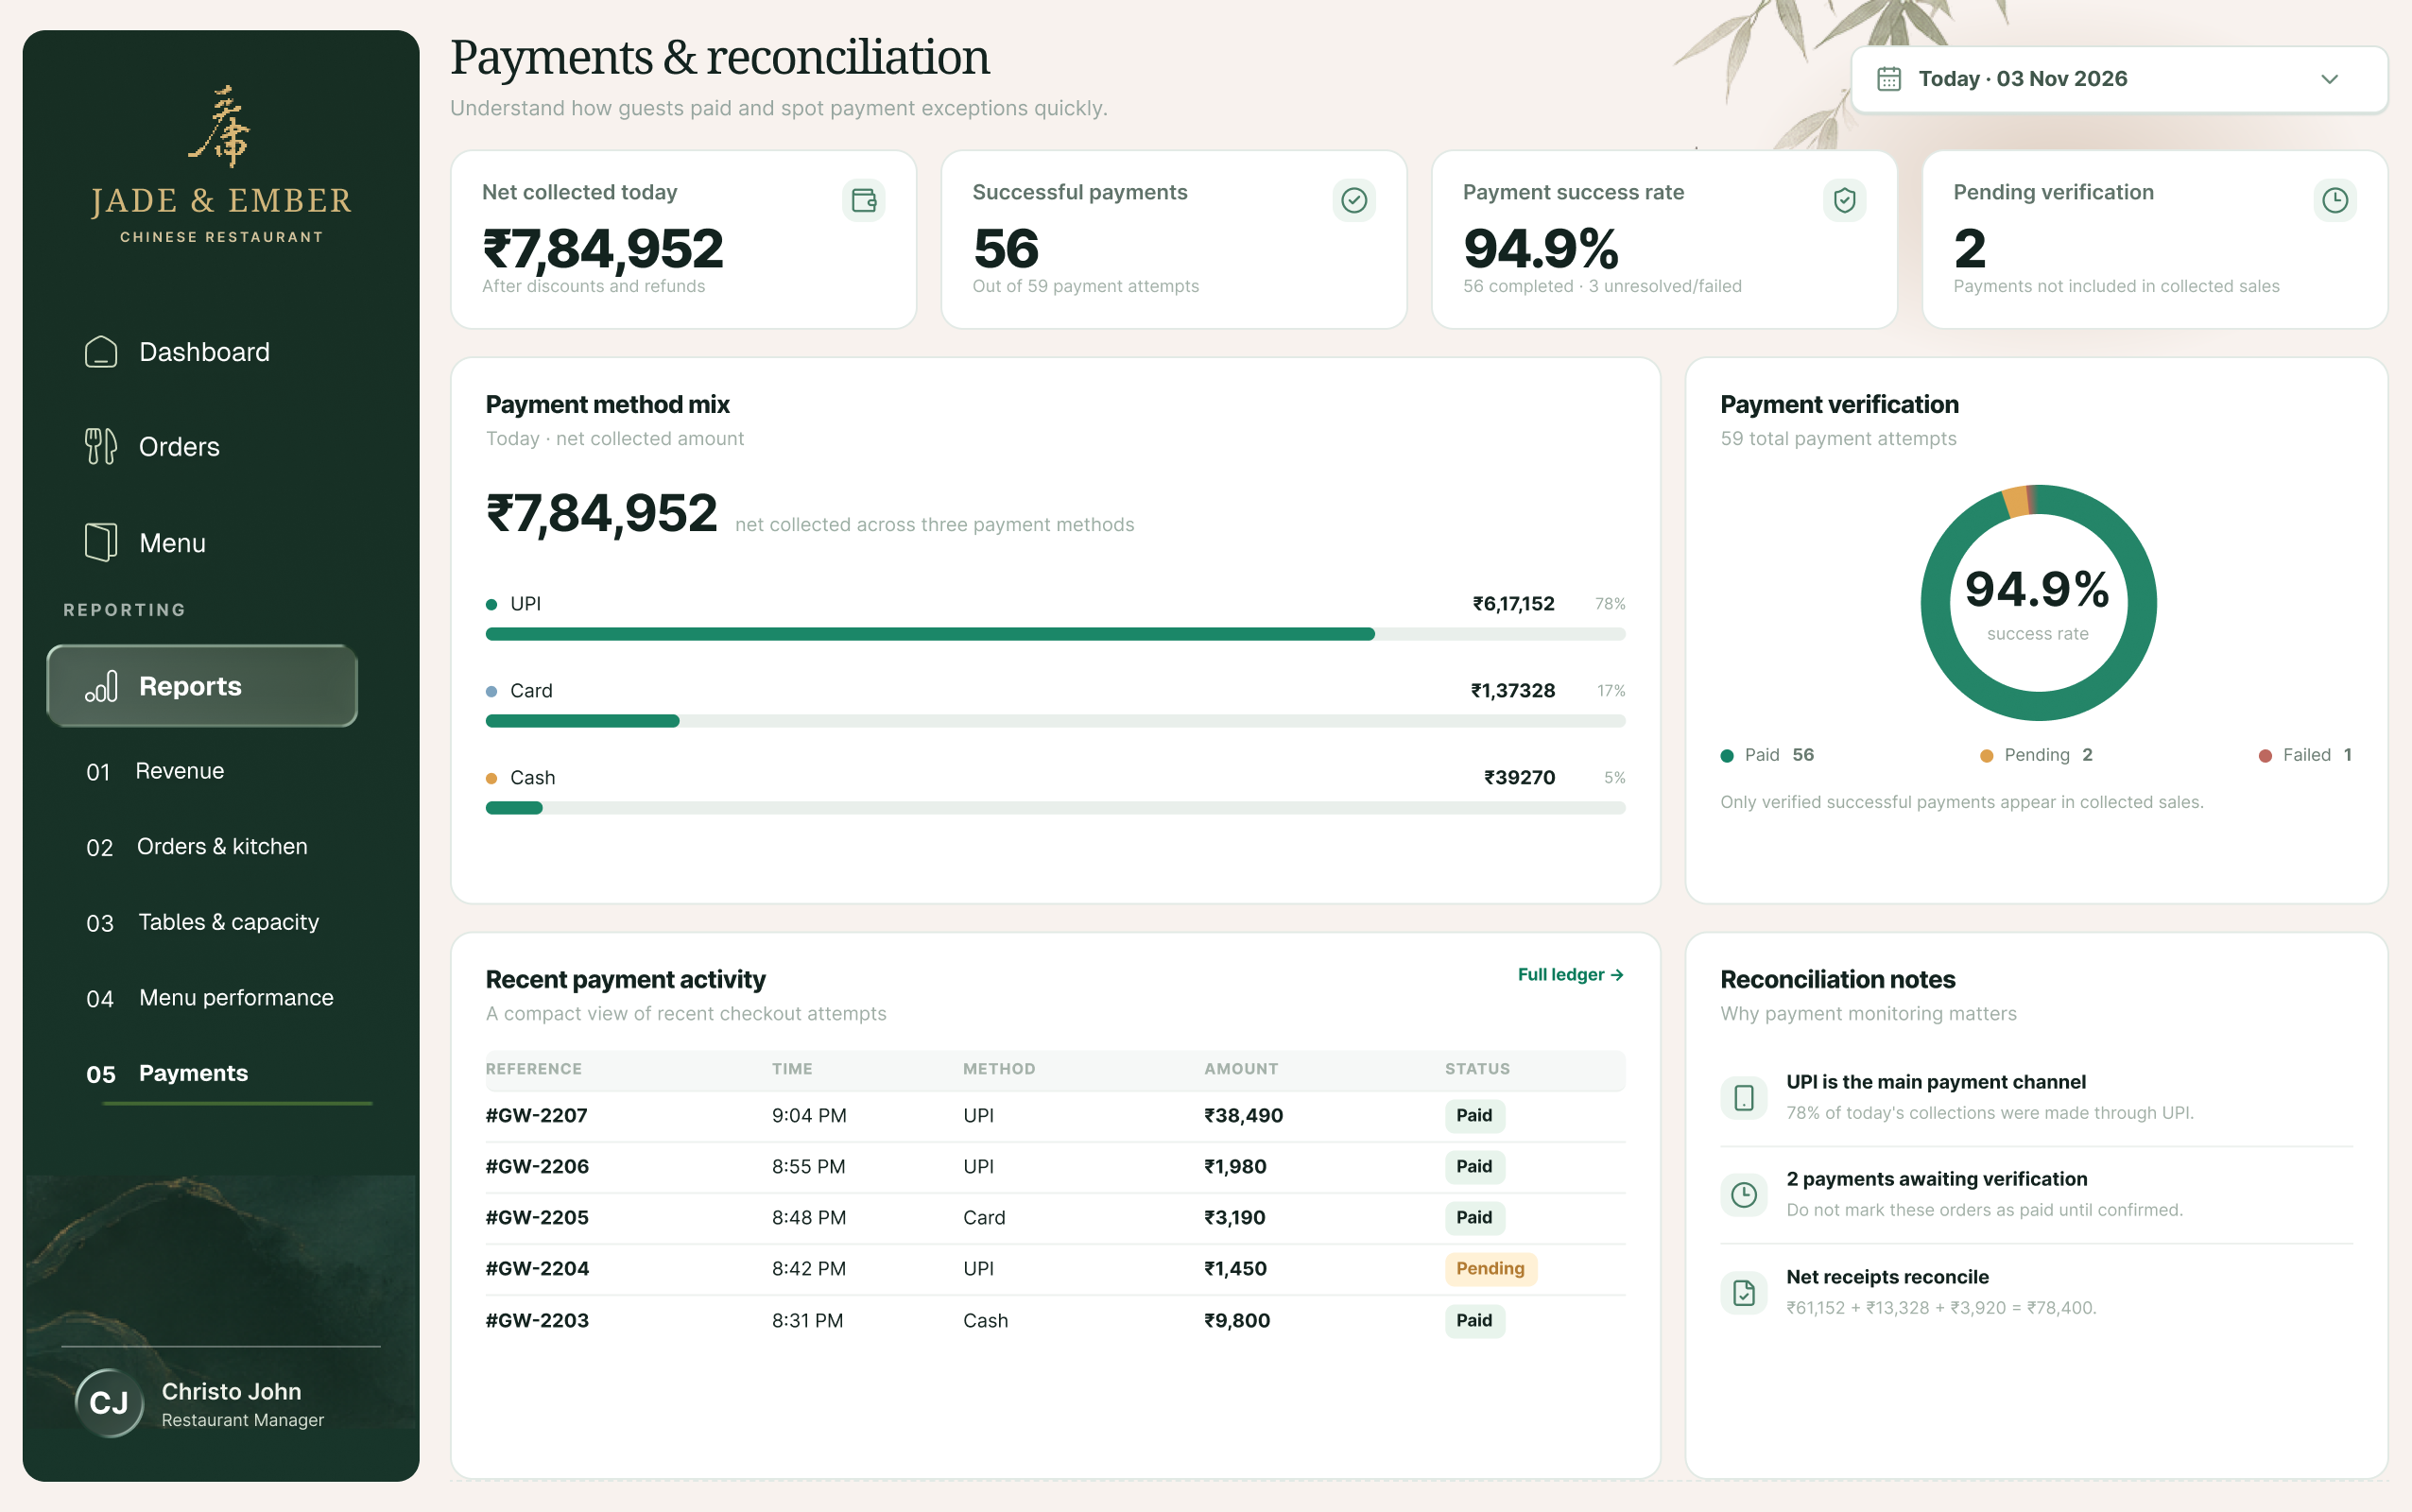 JADE & EMBER
CHINESE RESTAURANT
Dashboard
Orders
Menu
REPORTING
Reports
01 Revenue
02 Orders & kitchen
03 Tables & capacity
04 Menu performance
05 Payments
CJ
Christo John
Restaurant Manager
Payments & reconciliation
Understand how guests paid and spot payment exceptions quickly.
Today · 03 Nov 2026
Net collected today
₹7,84,952
After discounts and refunds
Successful payments
56
Out of 59 payment attempts
Payment success rate
94.9%
56 completed · 3 unresolved/failed
Pending verification
2
Payments not included in collected sales
Payment method mix
Today · net collected amount
₹7,84,952 net collected across three payment methods
UPI ₹6,17,152 78%
Card ₹1,37328 17%
Cash ₹39270 5%
Payment verification
59 total payment attempts
94.9%
success rate
Paid 56 Pending 2 Failed 1
Only verified successful payments appear in collected sales.
Recent payment activity
Full ledger →
A compact view of recent checkout attempts
REFERENCE TIME METHOD AMOUNT STATUS
#GW-2207 9:04 PM UPI ₹38,490 Paid
#GW-2206 8:55 PM UPI ₹1,980 Paid
#GW-2205 8:48 PM Card ₹3,190 Paid
#GW-2204 8:42 PM UPI ₹1,450 Pending
#GW-2203 8:31 PM Cash ₹9,800 Paid
Reconciliation notes
Why payment monitoring matters
UPI is the main payment channel
78% of today's collections were made through UPI.
2 payments awaiting verification
Do not mark these orders as paid until confirmed.
Net receipts reconcile
₹61,152 + ₹13,328 + ₹3,920 = ₹78,400.